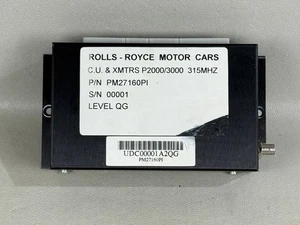 ROLLS - ROYCE MOTOR CARS
C.U. & XMTRS P2000/3000 315MHZ
P/N PM27160PI
S/N 00001
LEVEL QG
UDC00001A2QG
PM27160PI